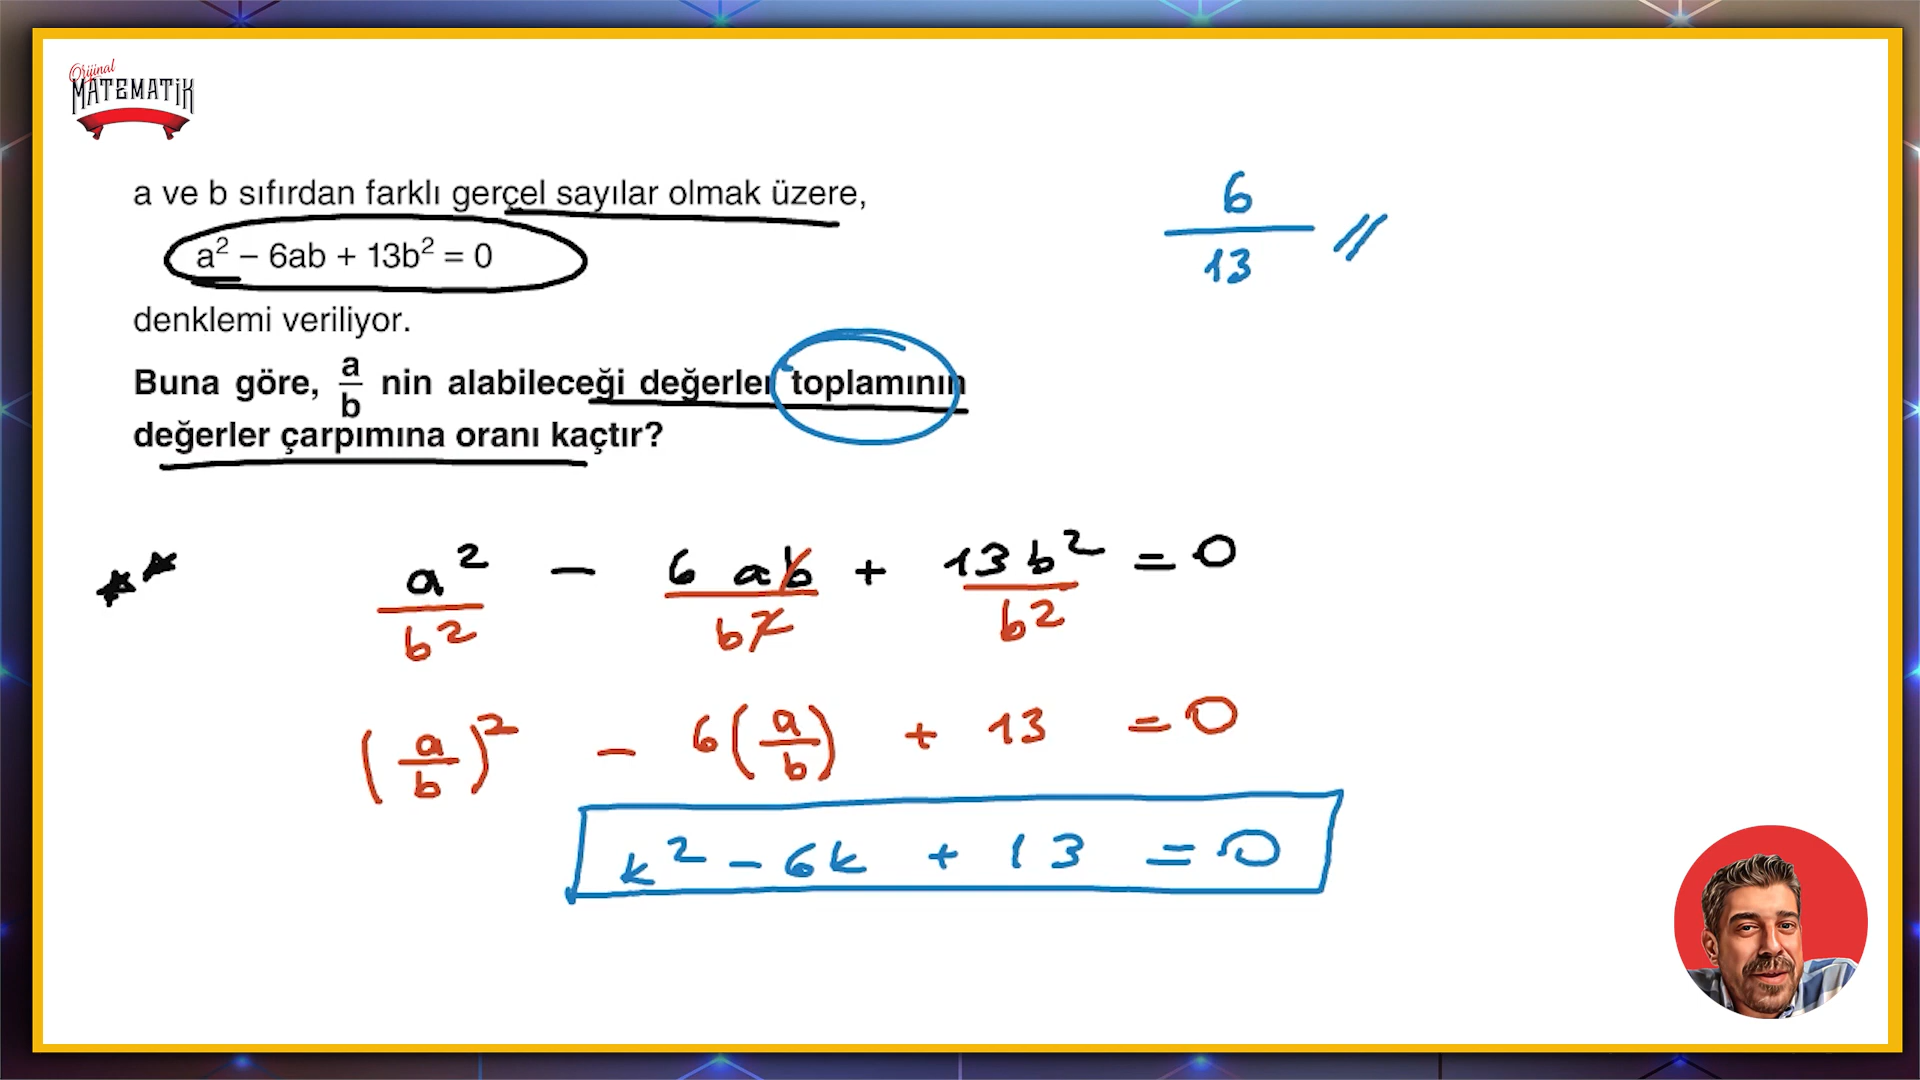 Orijinal
MATEMATİK
a ve b sıfırdan farklı gerçel sayılar olmak üzere,
a² – 6ab + 13b² = 0
denklemi veriliyor.
Buna göre, a/b nin alabileceği değerler toplamının
değerler çarpımına oranı kaçtır?
6/13 //
a²/b² – 6ab/b² + 13b²/b² = 0
(a/b)² – 6(a/b) + 13 = 0
k² – 6k + 13 = 0